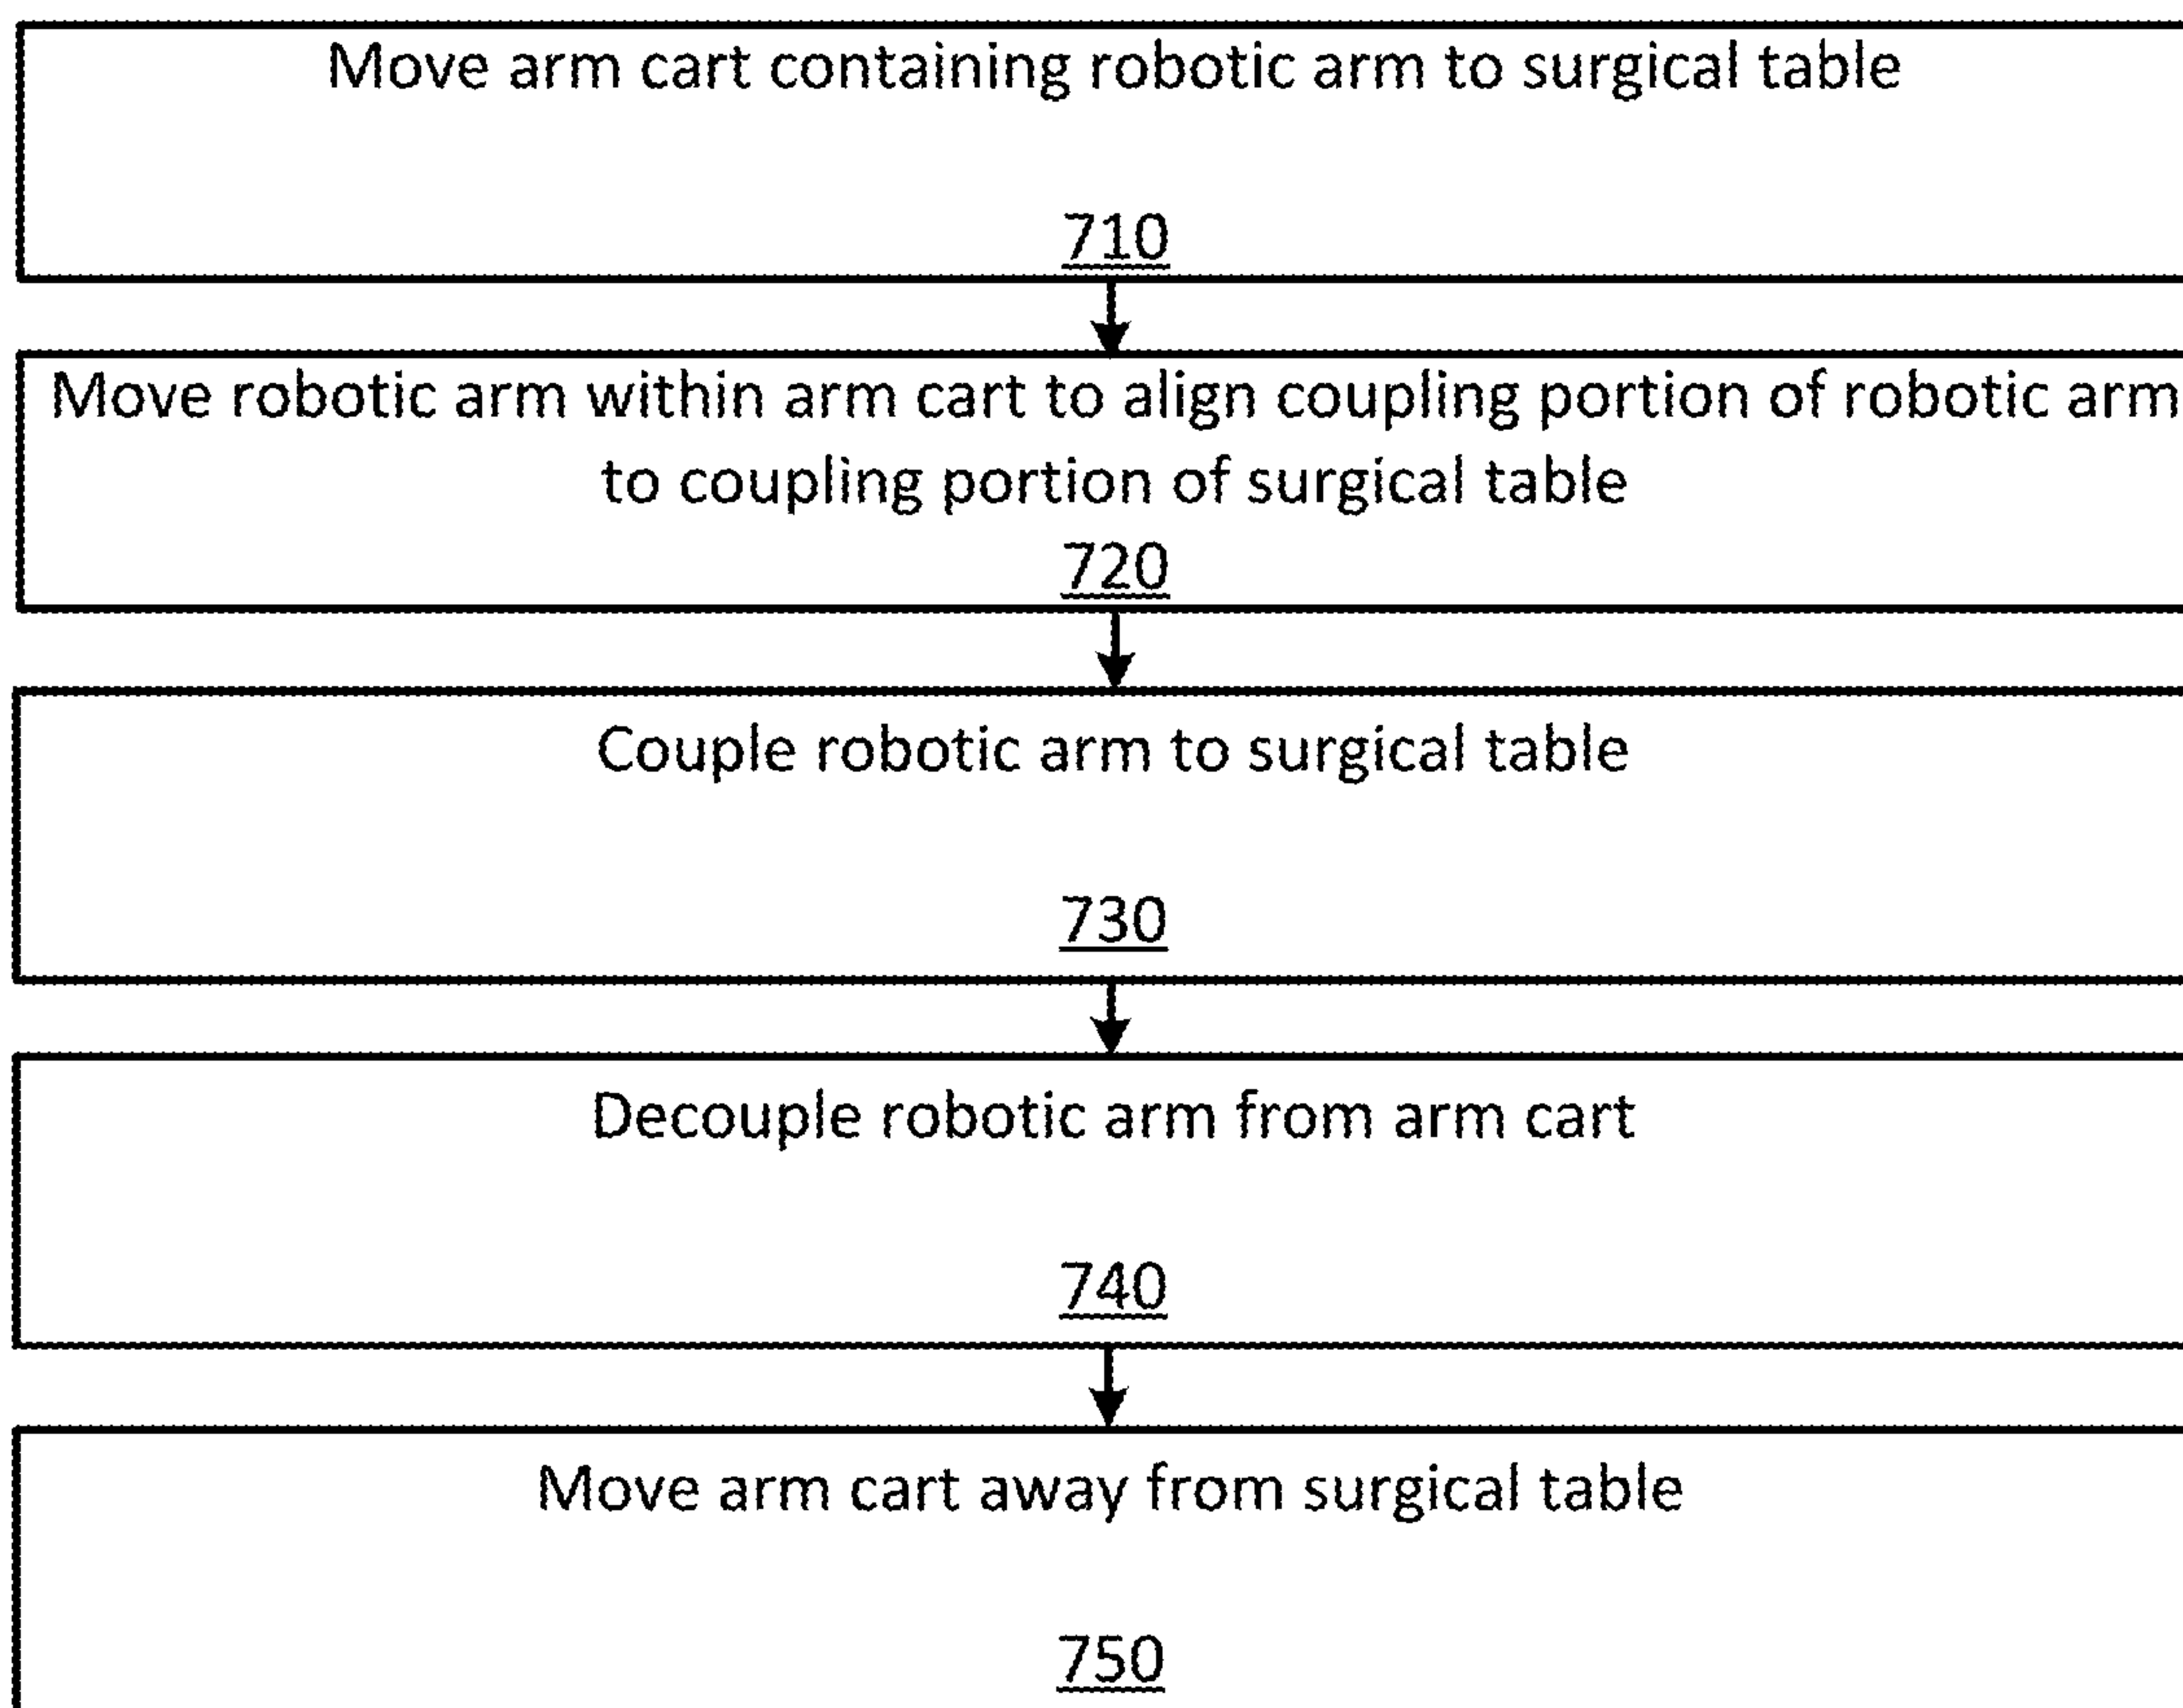 Move arm cart containing robotic arm to surgical table
710
Move robotic arm within arm cart to align coupling portion of robotic arm
to coupling portion of surgical table
720
Couple robotic arm to surgical table
730
Decouple robotic arm from arm cart
740
Move arm cart away from surgical table
750